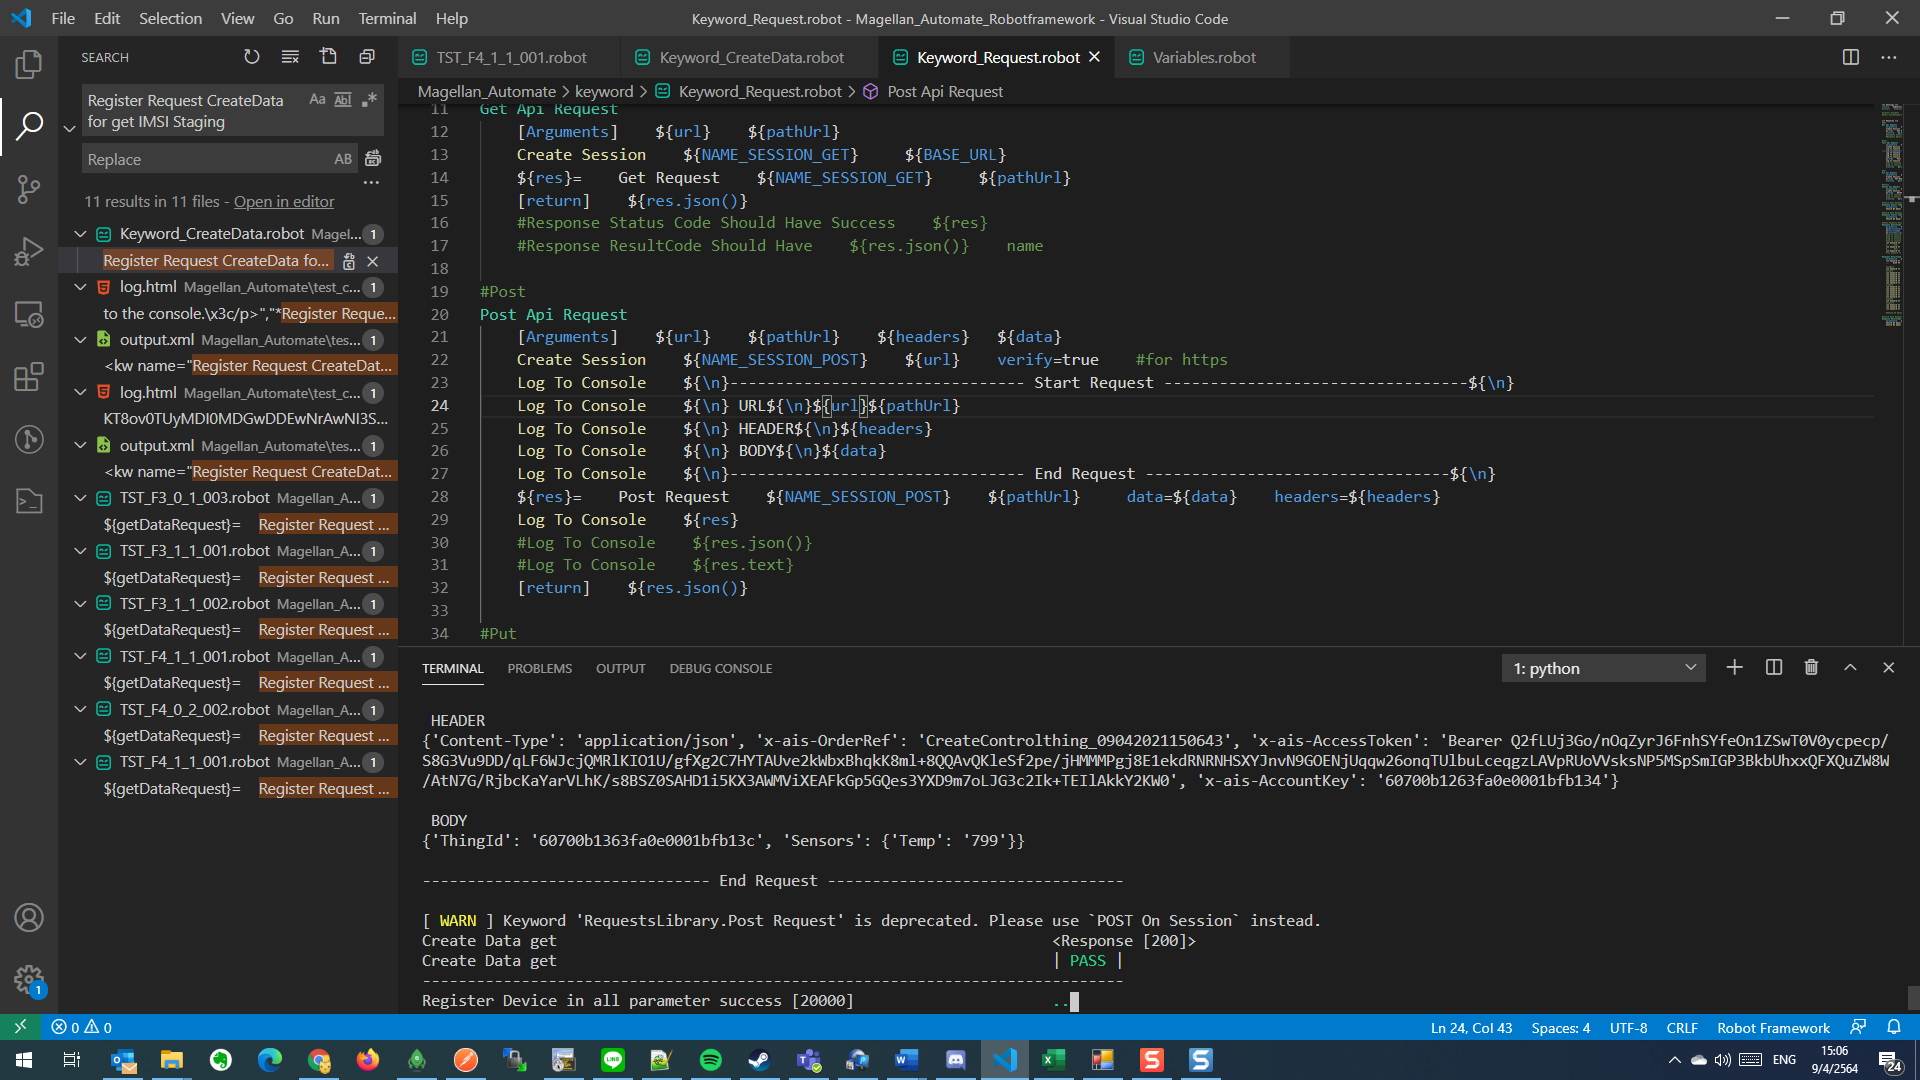 File Edit Selection View Go Run Terminal Help
Keyword_Request.robot - Magellan_Automate_Robotframework - Visual Studio Code
SEARCH
Register Request CreateData
for get IMSI Staging
Aa Abl .*
Replace
AB
...
11 results in 11 files - Open in editor
Keyword_CreateData.robot Magel... 1
Register Request CreateData fo...
log.html Magellan_Automate\test_c... 1
to the console.\x3c/p>","*Register Reque...
output.xml Magellan_Automate\tes... 1
<kw name="Register Request CreateDat...
log.html Magellan_Automate\test_c... 1
KT8ov0TUyMDI0MDGwDDEwNrAwNI3S...
output.xml Magellan_Automate\tes... 1
<kw name="Register Request CreateDat...
TST_F3_0_1_003.robot Magellan_A... 1
${getDataRequest}= Register Request ...
TST_F3_1_1_001.robot Magellan_A... 1
${getDataRequest}= Register Request ...
TST_F3_1_1_002.robot Magellan_A... 1
${getDataRequest}= Register Request ...
TST_F4_1_1_001.robot Magellan_A... 1
${getDataRequest}= Register Request ...
TST_F4_0_2_002.robot Magellan_A... 1
${getDataRequest}= Register Request ...
TST_F4_1_1_001.robot Magellan_A... 1
${getDataRequest}= Register Request ...
TST_F4_1_1_001.robot Keyword_CreateData.robot Keyword_Request.robot Variables.robot
Magellan_Automate > keyword > Keyword_Request.robot > Post Api Request
11 Get Api Request
12 [Arguments] ${url} ${pathUrl}
13 Create Session ${NAME_SESSION_GET} ${BASE_URL}
14 ${res}= Get Request ${NAME_SESSION_GET} ${pathUrl}
15 [return] ${res.json()}
16 #Response Status Code Should Have Success ${res}
17 #Response ResultCode Should Have ${res.json()} name
18
19 #Post
20 Post Api Request
21 [Arguments] ${url} ${pathUrl} ${headers} ${data}
22 Create Session ${NAME_SESSION_POST} ${url} verify=true #for https
23 Log To Console ${\n}-------------------------------- Start Request ---------------------------------${\n}
24 Log To Console ${\n} URL${\n}${url}${pathUrl}
25 Log To Console ${\n} HEADER${\n}${headers}
26 Log To Console ${\n} BODY${\n}${data}
27 Log To Console ${\n}-------------------------------- End Request ---------------------------------${\n}
28 ${res}= Post Request ${NAME_SESSION_POST} ${pathUrl} data=${data} headers=${headers}
29 Log To Console ${res}
30 #Log To Console ${res.json()}
31 #Log To Console ${res.text}
32 [return] ${res.json()}
33
34 #Put
TERMINAL PROBLEMS OUTPUT DEBUG CONSOLE
1: python
HEADER
{'Content-Type': 'application/json', 'x-ais-OrderRef': 'CreateControlthing_09042021150643', 'x-ais-AccessToken': 'Bearer Q2fLUj3Go/nOqZyrJ6FnhSYfeOn1ZSwT0V0ycpecp/
S8G3Vu9DD/qLF6WJcjQMRlKIO1U/gfXg2C7HYTAUve2kWbxBhqkK8ml+8QQAvQKleSf2pe/jHMMMPgj8E1ekdRNRNHSXYJnvN9GOENjUqqw26onqTUlbuLceqgzLAVpRUoVVsksNP5MSpSmIGP3BkbUhxxQFXQuZW8W
/AtN7G/RjbcKaYarVLhK/s8BSZ0SAHD1i5KX3AWMViXEAFkGp5GQes3YXD9m7oLJG3c2Ik+TEIlAkkY2KW0', 'x-ais-AccountKey': '60700b1263fa0e0001bfb134'}
BODY
{'ThingId': '60700b1363fa0e0001bfb13c', 'Sensors': {'Temp': '799'}}
-------------------------------- End Request ---------------------------------
[ WARN ] Keyword 'RequestsLibrary.Post Request' is deprecated. Please use `POST On Session` instead.
Create Data get <Response [200]>
Create Data get | PASS |
------------------------------------------------------------------------------
Register Device in all parameter success [20000] ..
1
0 0
Ln 24, Col 43 Spaces: 4 UTF-8 CRLF Robot Framework
LINE
S S
ENG
15:06
9/4/2564
24